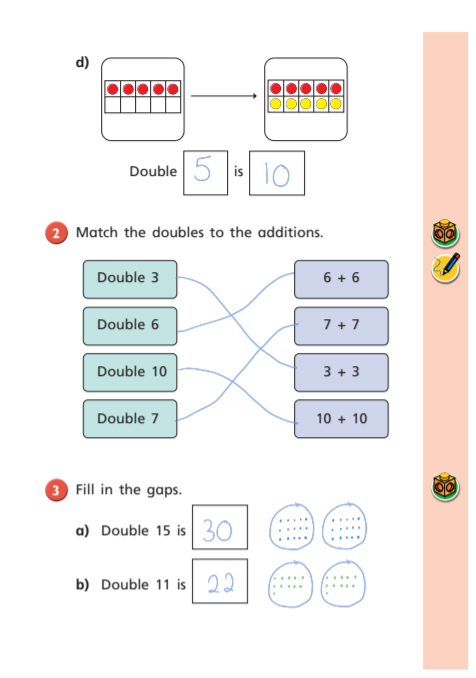 d)
Double 5 is 10
2 Match the doubles to the additions.
Double 3 6 + 6
Double 6 7 + 7
Double 10 3 + 3
Double 7 10 + 10
3 Fill in the gaps.
a) Double 15 is 30
b) Double 11 is 22